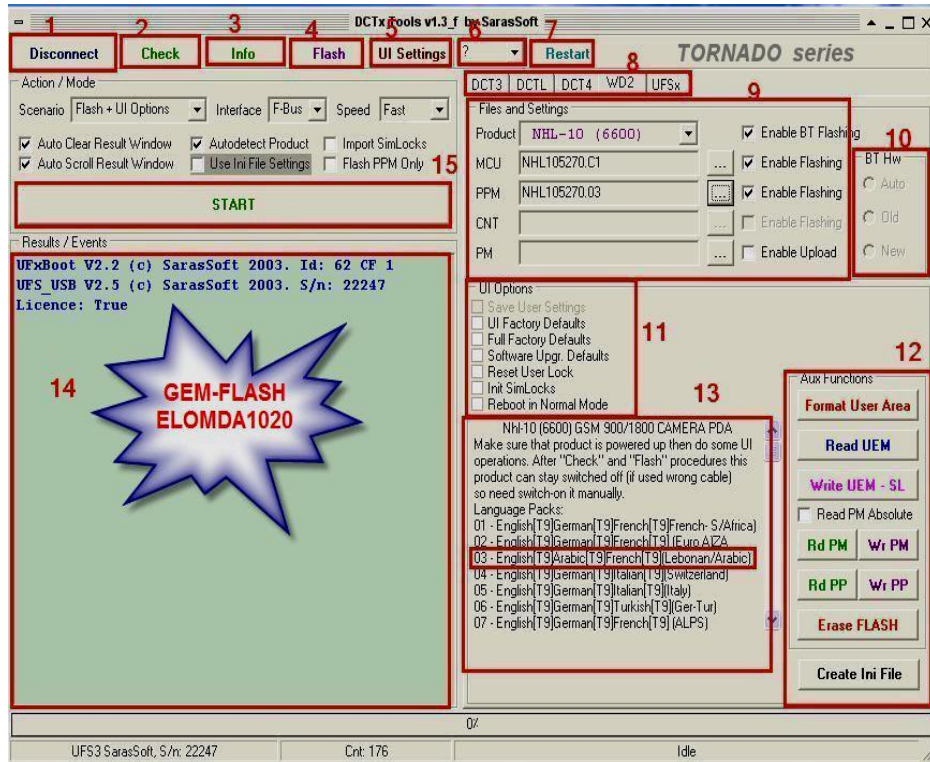 DCTxTools v1.3_f by SarasSoft
1 2 3 4 5 6 7
Disconnect Check Info Flash UI Settings ? Restart TORNADO series
8
Action / Mode
Scenario Flash + UI Options Interface F-Bus Speed Fast
Auto Clear Result Window Autodetect Product Import SimLocks
Auto Scroll Result Window Use Ini File Settings Flash PPM Only
15
START
DCT3 DCTL DCT4 WD2 UFSx
9
Files and Settings
Product NHL-10 (6600) Enable BT Flashing
MCU NHL105270.C1 ... Enable Flashing
PPM NHL105270.03 ... Enable Flashing
CNT ... Enable Flashing
PM ... Enable Upload
10
BT Hw
Auto
Old
New
Results / Events
UFxBoot V2.2 (c) SarasSoft 2003. Id: 62 CF 1
UFS_USB V2.5 (c) SarasSoft 2003. S/n: 22247
Licence: True
14
GEM-FLASH
ELOMDA1020
UI Options
Save User Settings
UI Factory Defaults
Full Factory Defaults
Software Upgr. Defaults
Reset User Lock
Init SimLocks
Reboot in Normal Mode
11
13
Nhl-10 (6600) GSM 900/1800 CAMERA PDA
Make sure that product is powered up then do some UI
operations. After "Check" and "Flash" procedures this
product can stay switched off (if used wrong cable)
so need switch-on it manually.
Language Packs:
01 - English[T9]German[T9]French[T9]French- S/Africa)
02 - English[T9]German[T9]French[T9] (Euro AIZA
03 - English[T9]Arabic[T9]French[T9](Lebonan/Arabic)
04 - English[T9]German[T9]Italian[T9](Switzerland)
05 - English[T9]German[T9]Italian[T9](Italy)
06 - English[T9]German[T9]Turkish[T9](Ger-Tur)
07 - English[T9]German[T9]French[T9] (ALPS)
12
Aux Functions
Format User Area
Read UEM
Write UEM - SL
Read PM Absolute
Rd PM Wr PM
Rd PP Wr PP
Erase FLASH
Create Ini File
0%
UFS3 SarasSoft, S/n: 22247 Cnt: 176 Idle